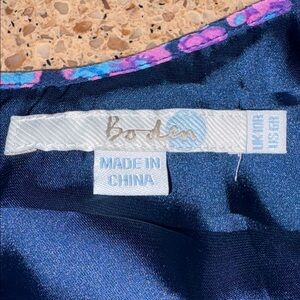 Boden
MADE IN
CHINA
UK 10R
US 6R